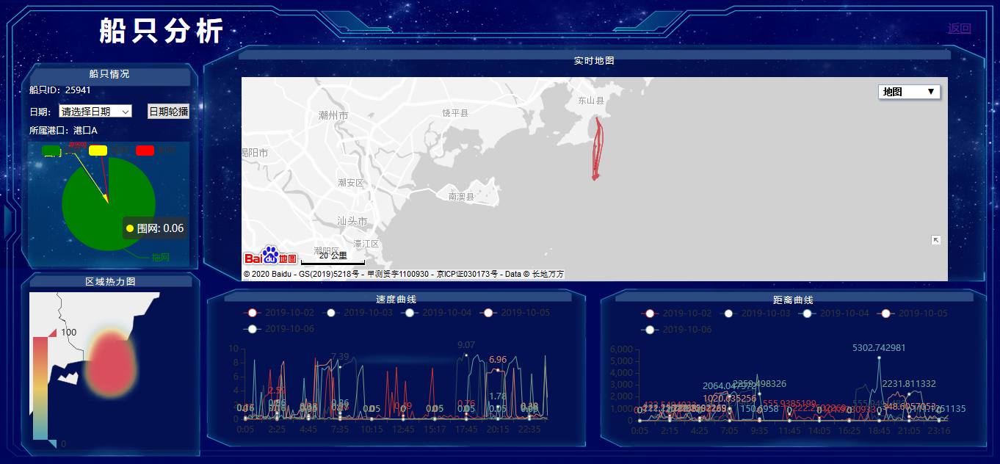 船只分析
返回
船只情况
船只ID：25941
日期：
请选择日期
日期轮播
所属港口：港口A
围网: 0.06
拖网
区域热力图
100
0
实时地图
地图
东山县
饶平县
潮州市
揭阳市
潮安区
南澳县
汕头市
濠江区
潮阳区
20 公里
Baidu地图
© 2020 Baidu - GS(2019)5218号 - 甲测资字1100930 - 京ICP证030173号 - Data © 长地万方
速度曲线
2019-10-02
2019-10-03
2019-10-04
2019-10-05
2019-10-06
10
8
6
4
2
0
9.07
7.39
6.96
1.78
0:05
2:25
4:45
7:35
10:15
12:45
15:17
17:45
20:15
22:35
距离曲线
2019-10-02
2019-10-03
2019-10-04
2019-10-05
2019-10-06
6,000
5,000
4,000
3,000
2,000
1,000
0
5302.742981
2231.811332
1020.635256
555.9385199
0:05
2:15
4:25
7:05
9:35
11:45
14:05
16:25
18:45
21:05
23:16